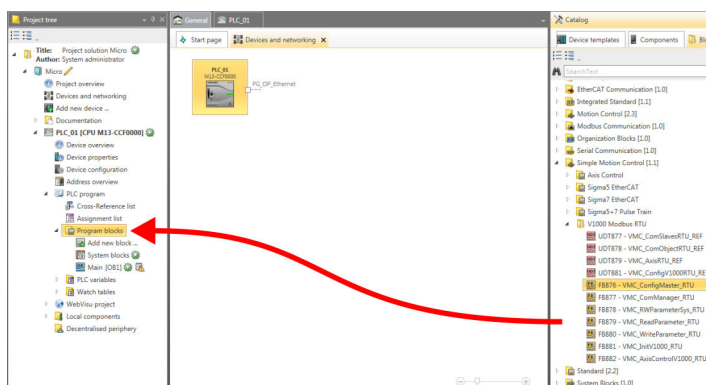 Project tree
Title: Project solution Micro
Author: System administrator
Micro
Project overview
Devices and networking
Add new device ...
Documentation
PLC_01 [CPU M13-CCF0000]
Device overview
Device properties
Device configuration
Address overview
PLC program
Cross-Reference list
Assignment list
Program blocks
Add new block ...
System blocks
Main [OB1]
PLC variables
Watch tables
WebVisu project
Local components
Decentralised periphery
General PLC_01
Start page Devices and networking
PLC_01
M13-CCF0000
PG_OP_Ethernet
Catalog
Device templates Components Bl
SearchText
EtherCAT Communication [1.0]
Integrated Standard [1.1]
Motion Control [2.3]
Modbus Communication [1.0]
Organization Blocks [1.0]
Serial Communication [1.0]
Simple Motion Control [1.1]
Axis Control
Sigma5 EtherCAT
Sigma7 EtherCAT
Sigma5+7 Pulse Train
V1000 Modbus RTU
UDT877 - VMC_ComSlavesRTU_REF
UDT878 - VMC_ComObjectRTU_REF
UDT879 - VMC_AxisRTU_REF
UDT881 - VMC_ConfigV1000RTU_RE
FB876 - VMC_ConfigMaster_RTU
FB877 - VMC_ComManager_RTU
FB878 - VMC_RWParameterSys_RTU
FB879 - VMC_ReadParameter_RTU
FB880 - VMC_WriteParameter_RTU
FB881 - VMC_InitV1000_RTU
FB882 - VMC_AxisControlV1000_RTU
Standard [2.2]
System Blocks [1.0]